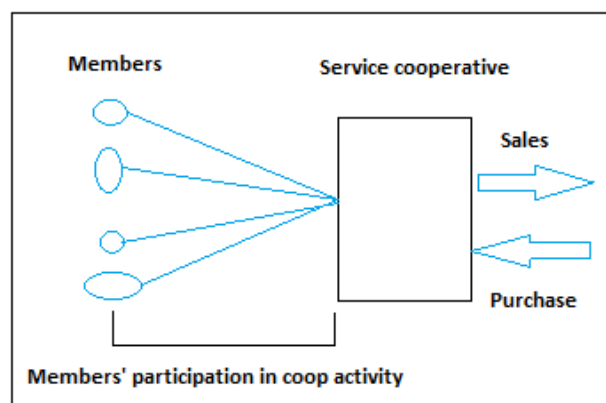 Members
Service cooperative
Sales
Purchase
Members' participation in coop activity